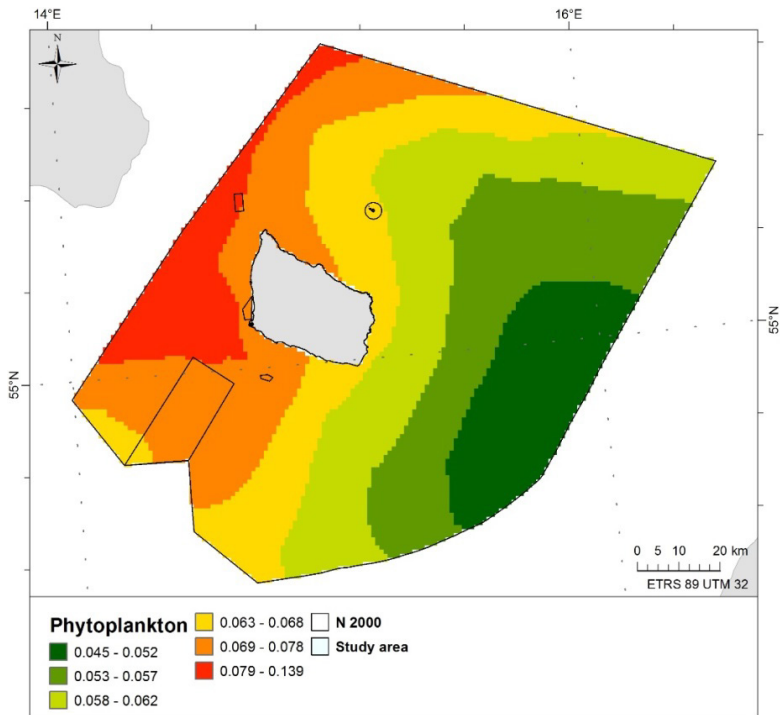 14°E 16°E
N
55°N
55°N
0 5 10 20 km
ETRS 89 UTM 32
Phytoplankton
0.045 - 0.052
0.053 - 0.057
0.058 - 0.062
0.063 - 0.068
0.069 - 0.078
0.079 - 0.139
N 2000
Study area